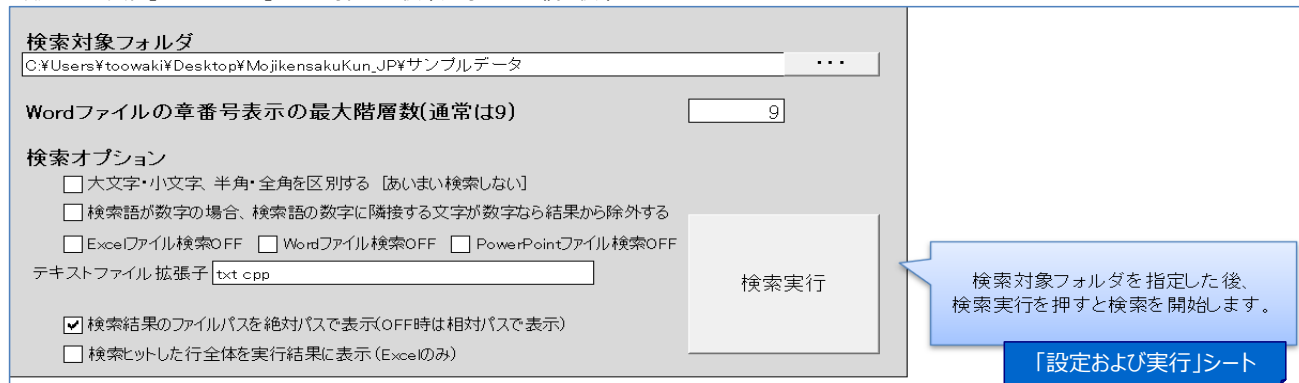 検索対象フォルダ
C:¥Users¥toowaki¥Desktop¥MojikensakuKun_JP¥サンプルデータ
・・・
Wordファイルの章番号表示の最大階層数(通常は9)
9
検索オプション
大文字・小文字、半角・全角を区別する [あいまい検索しない]
検索語が数字の場合、検索語の数字に隣接する文字が数字なら結果から除外する
Excelファイル検索OFF Wordファイル検索OFF PowerPointファイル検索OFF
テキストファイル拡張子 txt cpp
検索実行
検索結果のファイルパスを絶対パスで表示(OFF時は相対パスで表示)
検索ヒットした行全体を実行結果に表示(Excelのみ)
検索対象フォルダを指定した後、
検索実行を押すと検索を開始します。
「設定および実行」シート